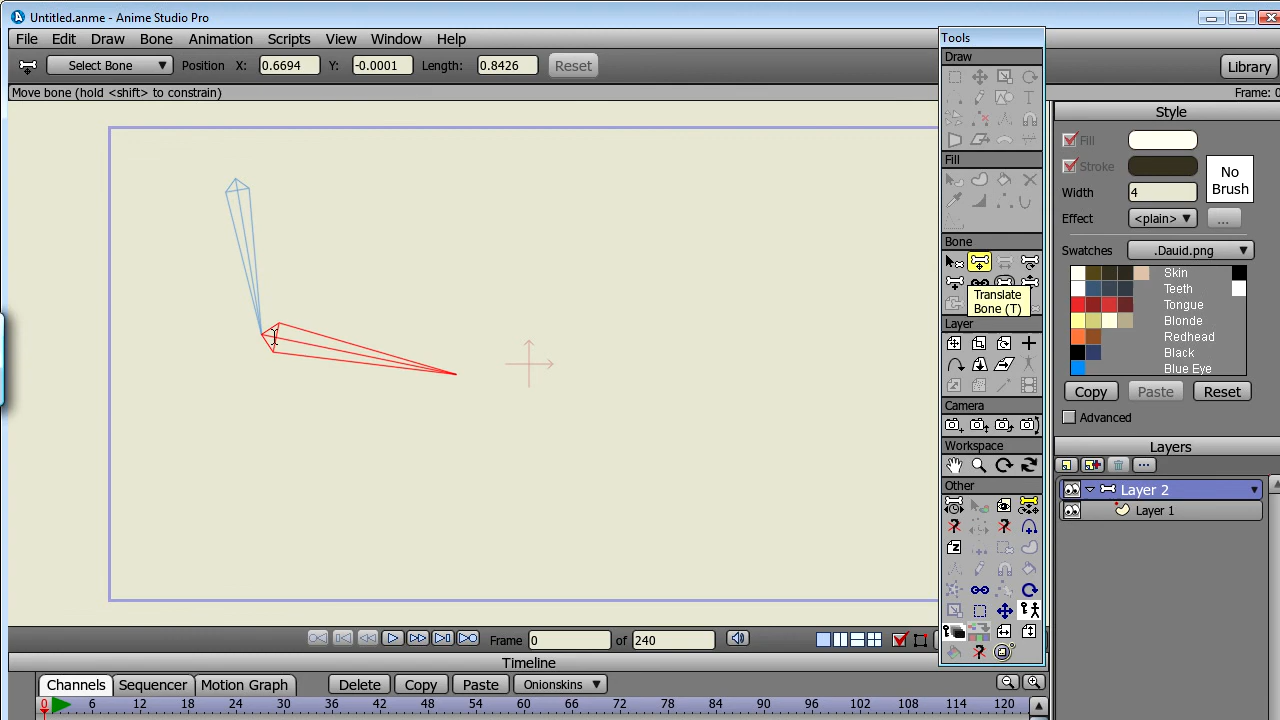 Untitled.anme - Anime Studio Pro
File Edit Draw Bone Animation Scripts View Window Help
Select Bone Position X: 0.6694 Y: -0.0001 Length: 0.8426 Reset
Library
Move bone (hold <shift> to constrain)
Frame: 0
Tools
Draw
Fill
Bone
Translate
Bone (T)
Layer
Camera
Workspace
Other
Style
Fill
Stroke
No
Brush
Width 4
Effect <plain> ...
Swatches .Dauid.png
Skin
Teeth
Tongue
Blonde
Redhead
Black
Blue Eye
Copy Paste Reset
Advanced
Layers
Layer 2
Layer 1
Frame 0 of 240
Timeline
Channels Sequencer Motion Graph Delete Copy Paste Onionskins
0 6 12 18 24 30 36 42 48 54 60 66 72 78 84 90 96 102 108 114 120